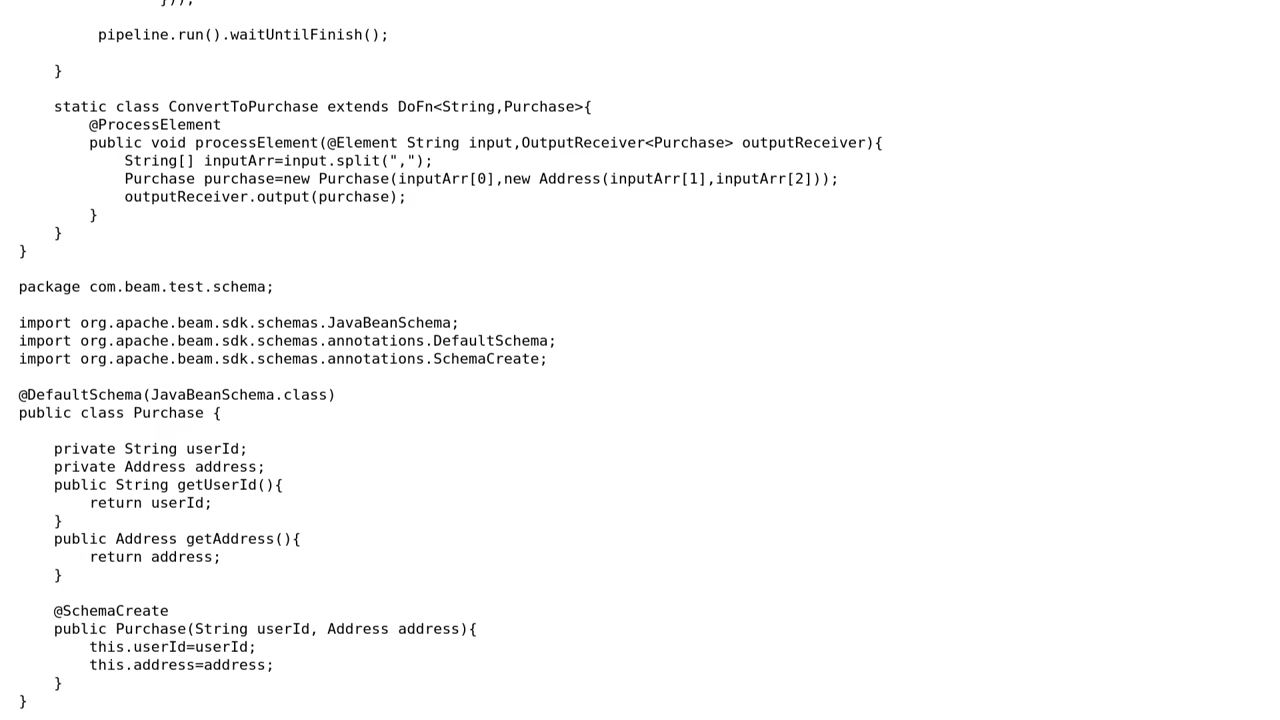 }));
pipeline.run().waitUntilFinish();
}
static class ConvertToPurchase extends DoFn<String,Purchase>{
@ProcessElement
public void processElement(@Element String input,OutputReceiver<Purchase> outputReceiver){
String[] inputArr=input.split(",");
Purchase purchase=new Purchase(inputArr[0],new Address(inputArr[1],inputArr[2]));
outputReceiver.output(purchase);
}
}
}
package com.beam.test.schema;
import org.apache.beam.sdk.schemas.JavaBeanSchema;
import org.apache.beam.sdk.schemas.annotations.DefaultSchema;
import org.apache.beam.sdk.schemas.annotations.SchemaCreate;
@DefaultSchema(JavaBeanSchema.class)
public class Purchase {
private String userId;
private Address address;
public String getUserId(){
return userId;
}
public Address getAddress(){
return address;
}
@SchemaCreate
public Purchase(String userId, Address address){
this.userId=userId;
this.address=address;
}
}